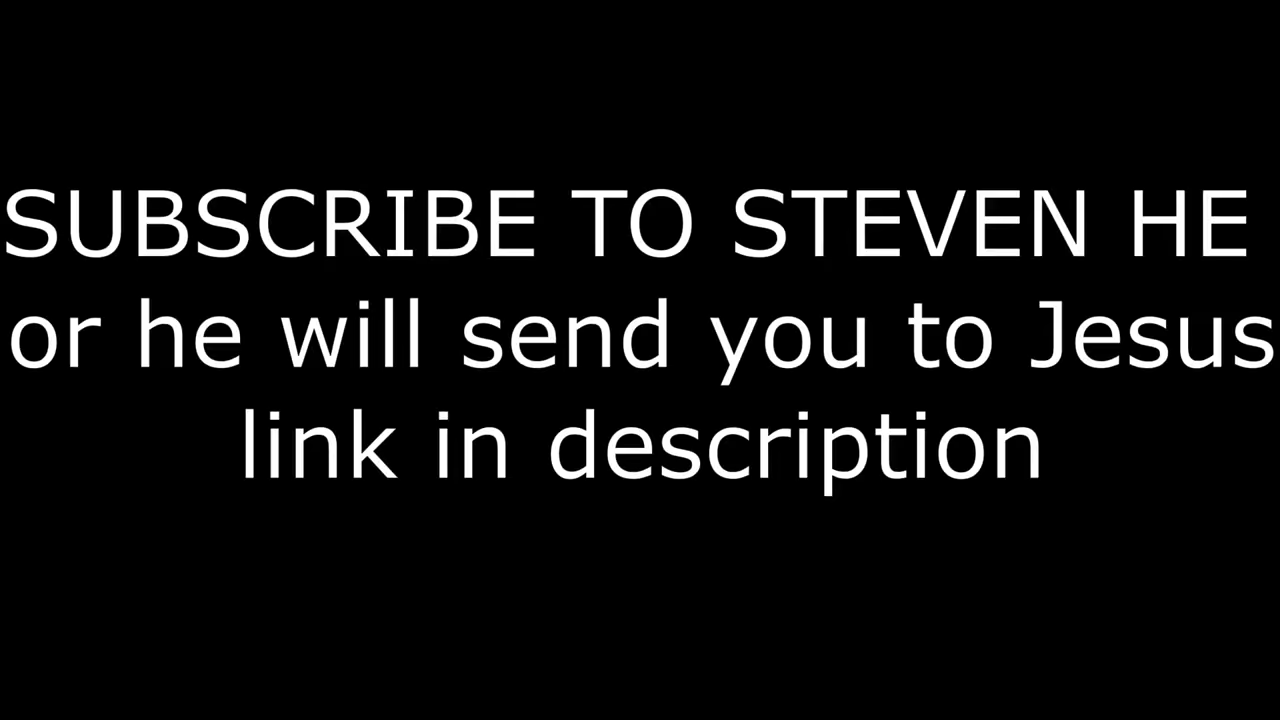 SUBSCRIBE TO STEVEN HE
or he will send you to Jesus
link in description